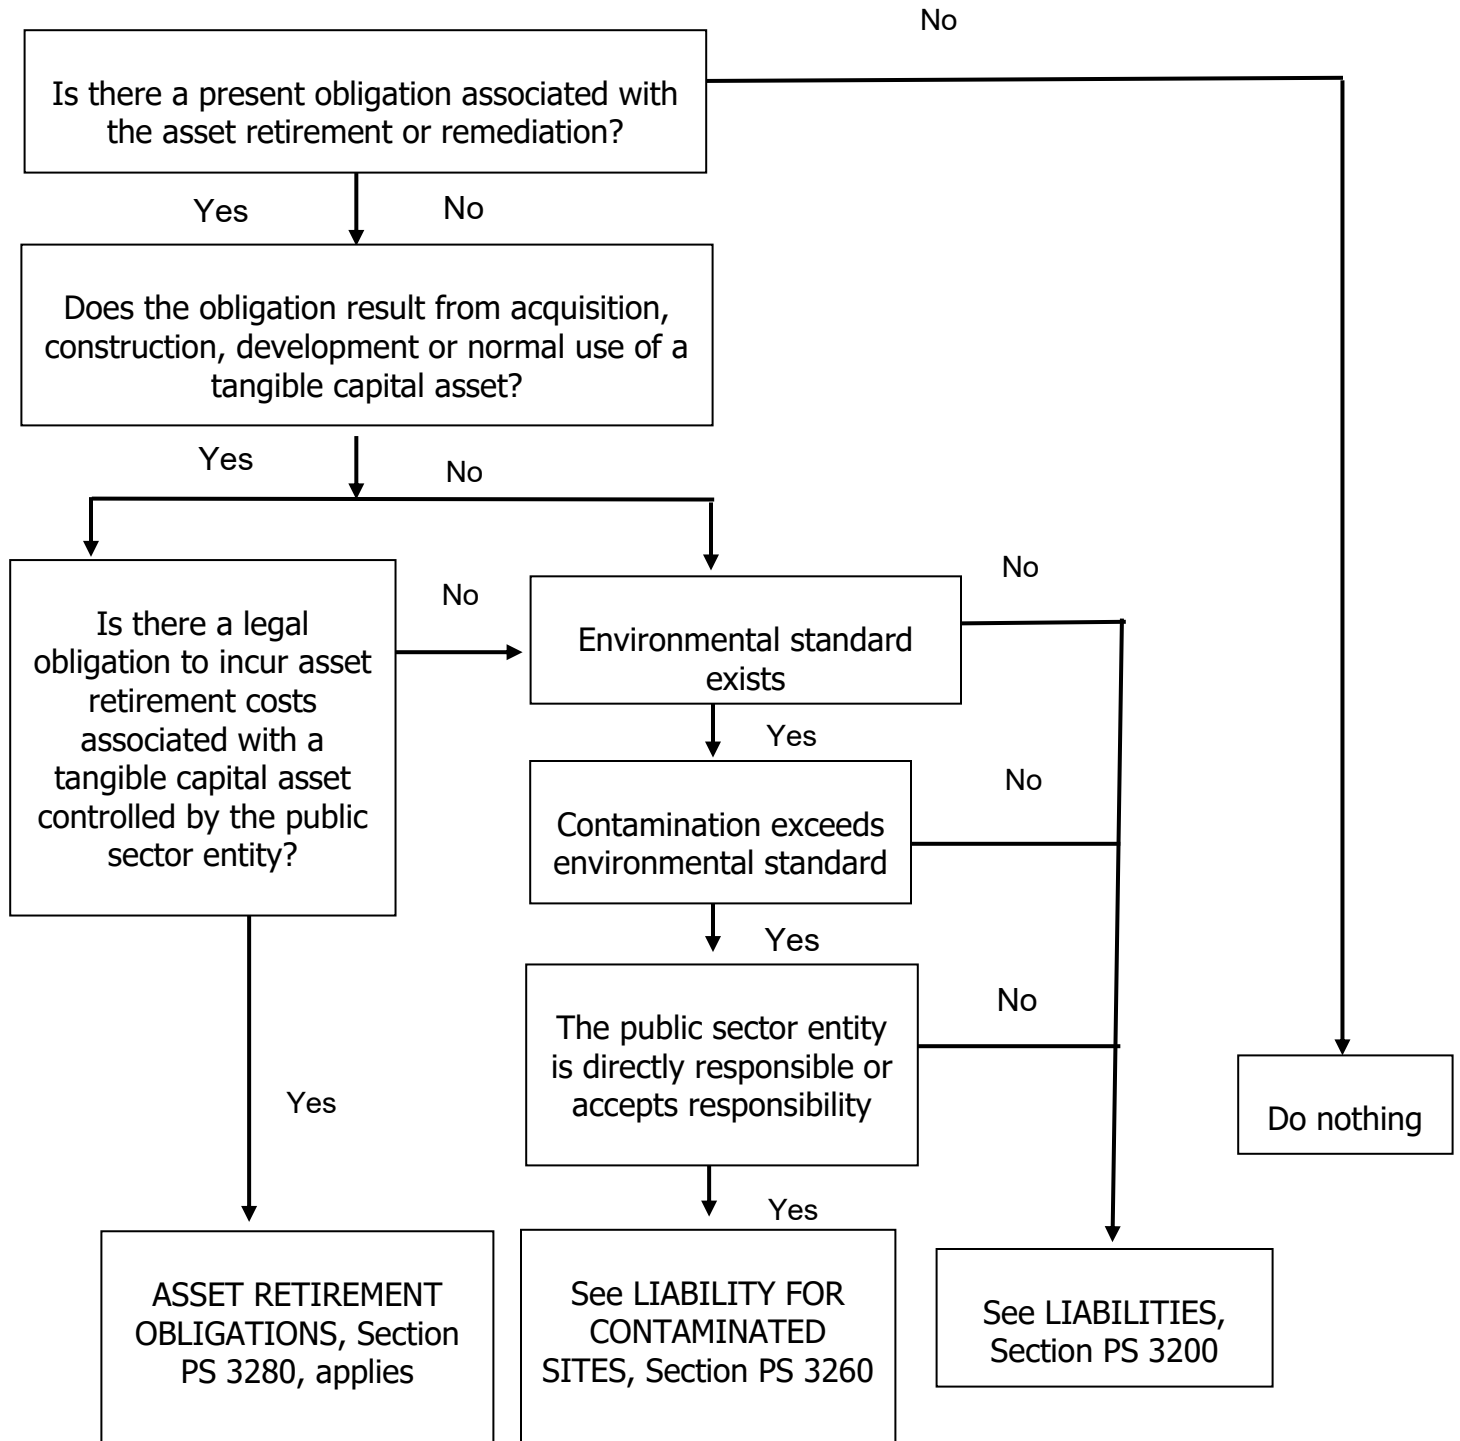 No
Is there a present obligation associated with
the asset retirement or remediation?
Yes
No
Does the obligation result from acquisition,
construction, development or normal use of a
tangible capital asset?
Yes
No
Is there a legal
obligation to incur asset
retirement costs
associated with a
tangible capital asset
controlled by the public
sector entity?
No
Environmental standard
exists
No
Yes
Contamination exceeds
environmental standard
No
Yes
The public sector entity
is directly responsible or
accepts responsibility
No
Do nothing
Yes
Yes
ASSET RETIREMENT
OBLIGATIONS, Section
PS 3280, applies
See LIABILITY FOR
CONTAMINATED
SITES, Section PS 3260
See LIABILITIES,
Section PS 3200